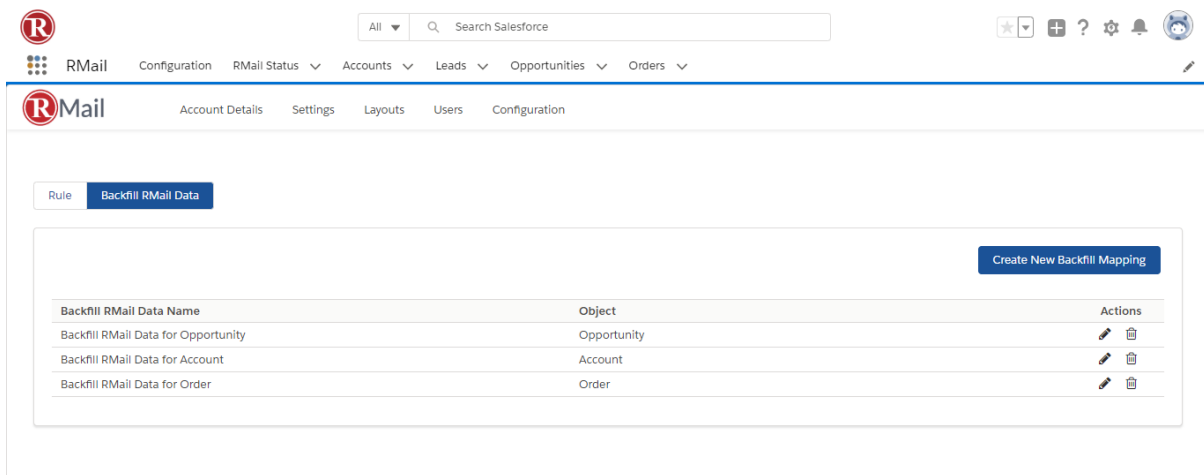 R
All Search Salesforce
RMail Configuration RMail Status Accounts Leads Opportunities Orders
RMail Account Details Settings Layouts Users Configuration
Rule Backfill RMail Data
Create New Backfill Mapping
Backfill RMail Data Name Object Actions
Backfill RMail Data for Opportunity Opportunity
Backfill RMail Data for Account Account
Backfill RMail Data for Order Order